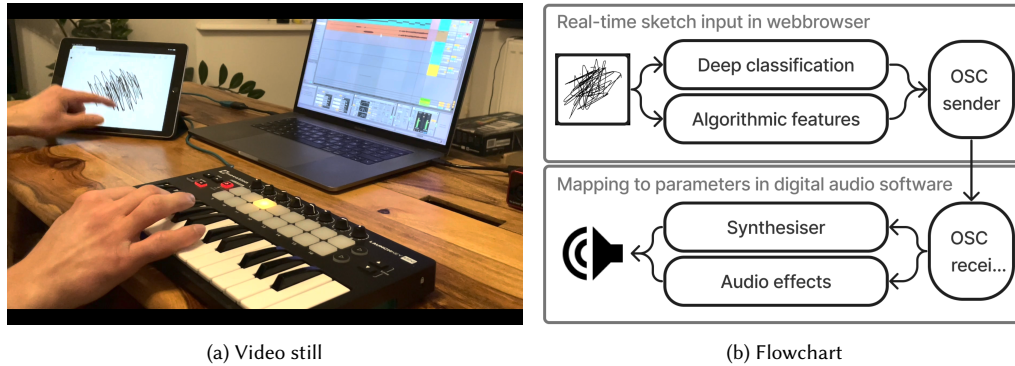 Real-time sketch input in webbrowser
Deep classification
Algorithmic features
OSC
sender
Mapping to parameters in digital audio software
Synthesiser
Audio effects
OSC
recei...
(a) Video still
(b) Flowchart